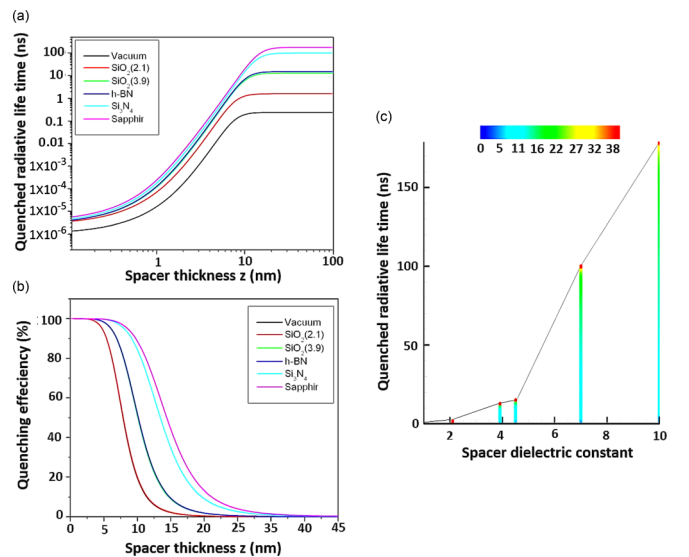 (a)
Quenched radiative life time (ns)
100
10
1
0.1
0.01
1X10⁻³
1X10⁻⁴
1X10⁻⁵
1X10⁻⁶
Vacuum
SiO₂(2.1)
SiO₂(3.9)
h-BN
Si₃N₄
Sapphir
1 10 100
Spacer thickness z (nm)
(b)
Quenching effeciency (%)
100
80
60
40
20
0
Vacuum
SiO₂(2.1)
SiO₂(3.9)
h-BN
Si₃N₄
Sapphir
0 5 10 15 20 25 30 35 40 45
Spacer thickness z (nm)
(c)
0 5 11 16 22 27 32 38
Quenched radiative life time (ns)
150
100
50
0
2 4 6 8 10
Spacer dielectric constant